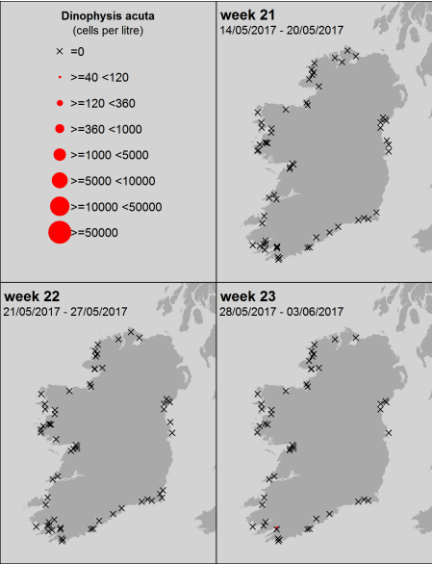 Dinophysis acuta
(cells per litre)
=0
>=40 <120
>=120 <360
>=360 <1000
>=1000 <5000
>=5000 <10000
>=10000 <50000
>=50000
week 21
14/05/2017 - 20/05/2017
week 22
21/05/2017 - 27/05/2017
week 23
28/05/2017 - 03/06/2017